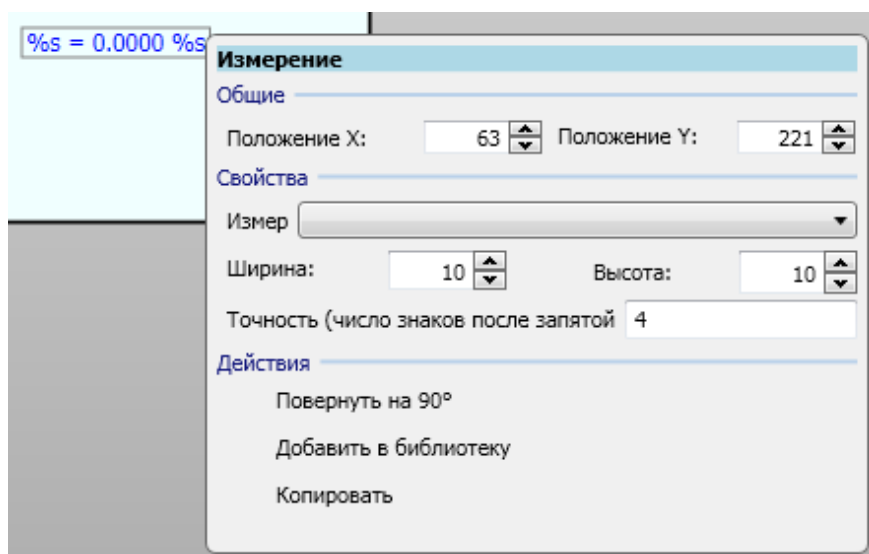 %s = 0.0000 %s
Измерение
Общие
Положение X: 63 Положение Y: 221
Свойства
Измер
Ширина: 10 Высота: 10
Точность (число знаков после запятой 4
Действия
Повернуть на 90°
Добавить в библиотеку
Копировать